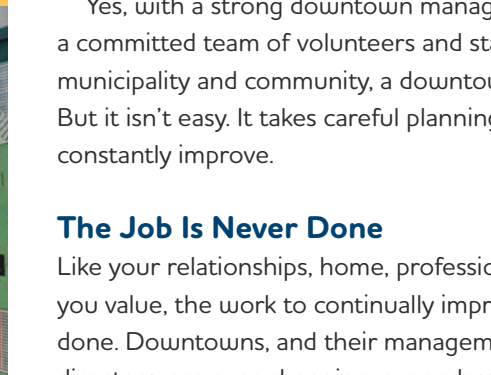 Yes, with a strong downtown manag
a committed team of volunteers and sta
municipality and community, a downtou
But it isn't easy. It takes careful planning
constantly improve.
The Job Is Never Done
Like your relationships, home, professio
you value, the work to continually impr
done. Downtowns, and their managem